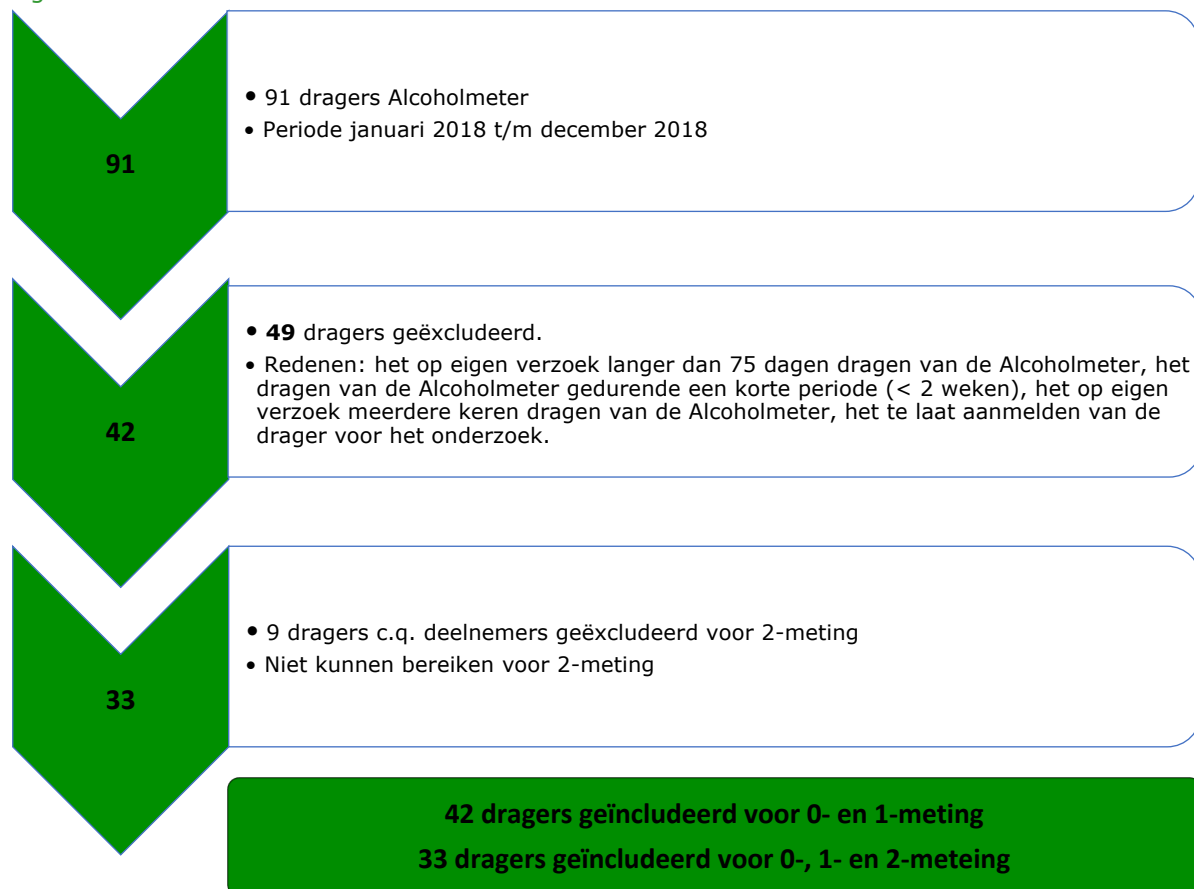 91
• 91 dragers Alcoholmeter
• Periode januari 2018 t/m december 2018
42
• 49 dragers geëxcludeerd.
• Redenen: het op eigen verzoek langer dan 75 dagen dragen van de Alcoholmeter, het
dragen van de Alcoholmeter gedurende een korte periode (< 2 weken), het op eigen
verzoek meerdere keren dragen van de Alcoholmeter, het te laat aanmelden van de
drager voor het onderzoek.
33
• 9 dragers c.q. deelnemers geëxcludeerd voor 2-meting
• Niet kunnen bereiken voor 2-meting
42 dragers geïncludeerd voor 0- en 1-meting
33 dragers geïncludeerd voor 0-, 1- en 2-meteing